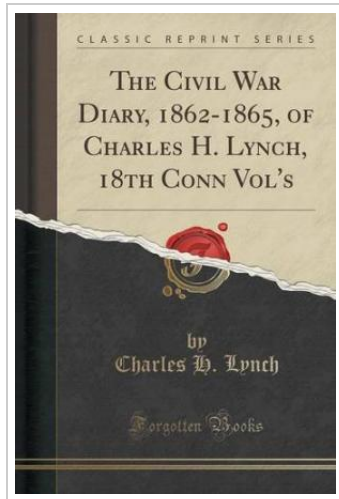 CLASSIC REPRINT SERIES
THE CIVIL WAR
DIARY, 1862-1865, OF
CHARLES H. LYNCH,
18TH CONN VOL'S
by
Charles H. Lynch
Forgotten Books